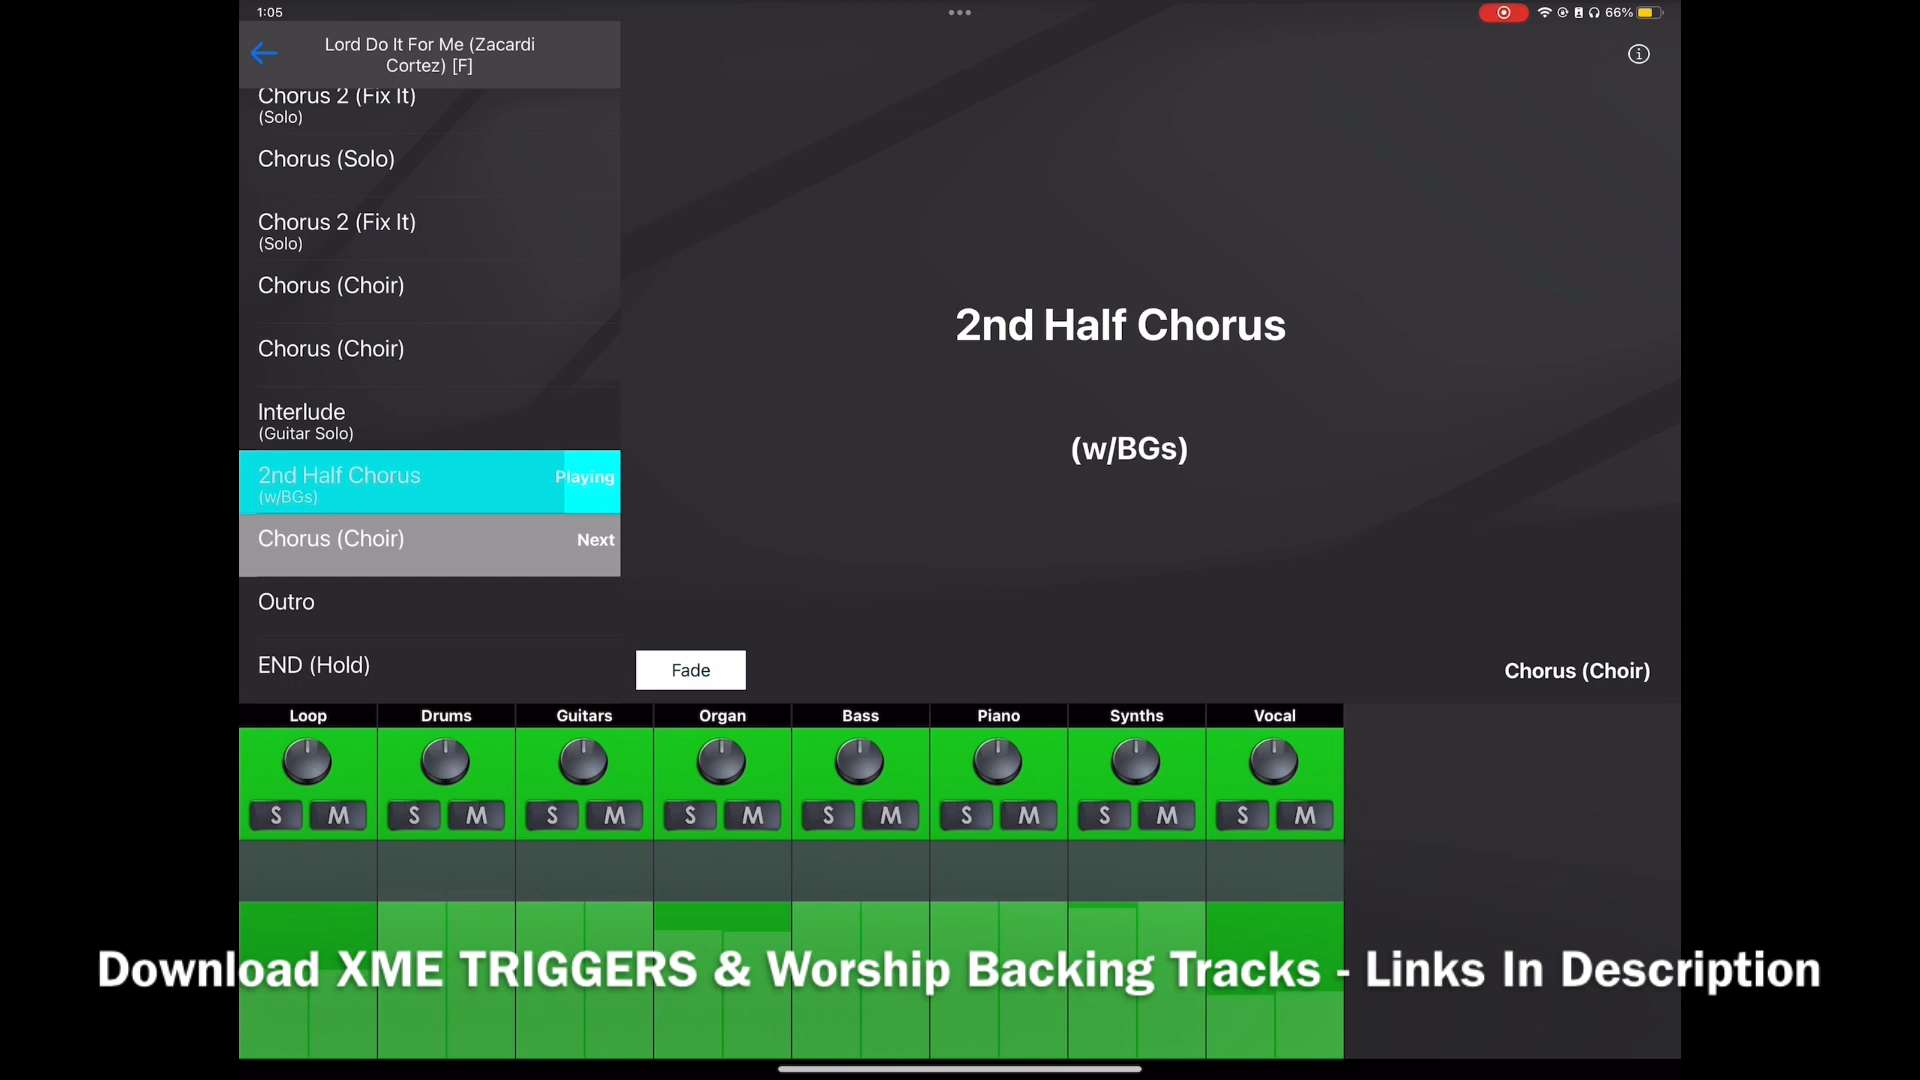 1:05
66%
Lord Do It For Me (Zacardi
Cortez) [F]
Chorus 2 (Fix It)
(Solo)
Chorus (Solo)
Chorus 2 (Fix It)
(Solo)
Chorus (Choir)
Chorus (Choir)
Interlude
(Guitar Solo)
2nd Half Chorus Playing
(w/BGs)
Chorus (Choir) Next
Outro
END (Hold)
2nd Half Chorus
(w/BGs)
Fade
Chorus (Choir)
Loop Drums Guitars Organ Bass Piano Synths Vocal
S M S M S M S M S M S M S M S M
Download XME TRIGGERS & Worship Backing Tracks - Links In Description